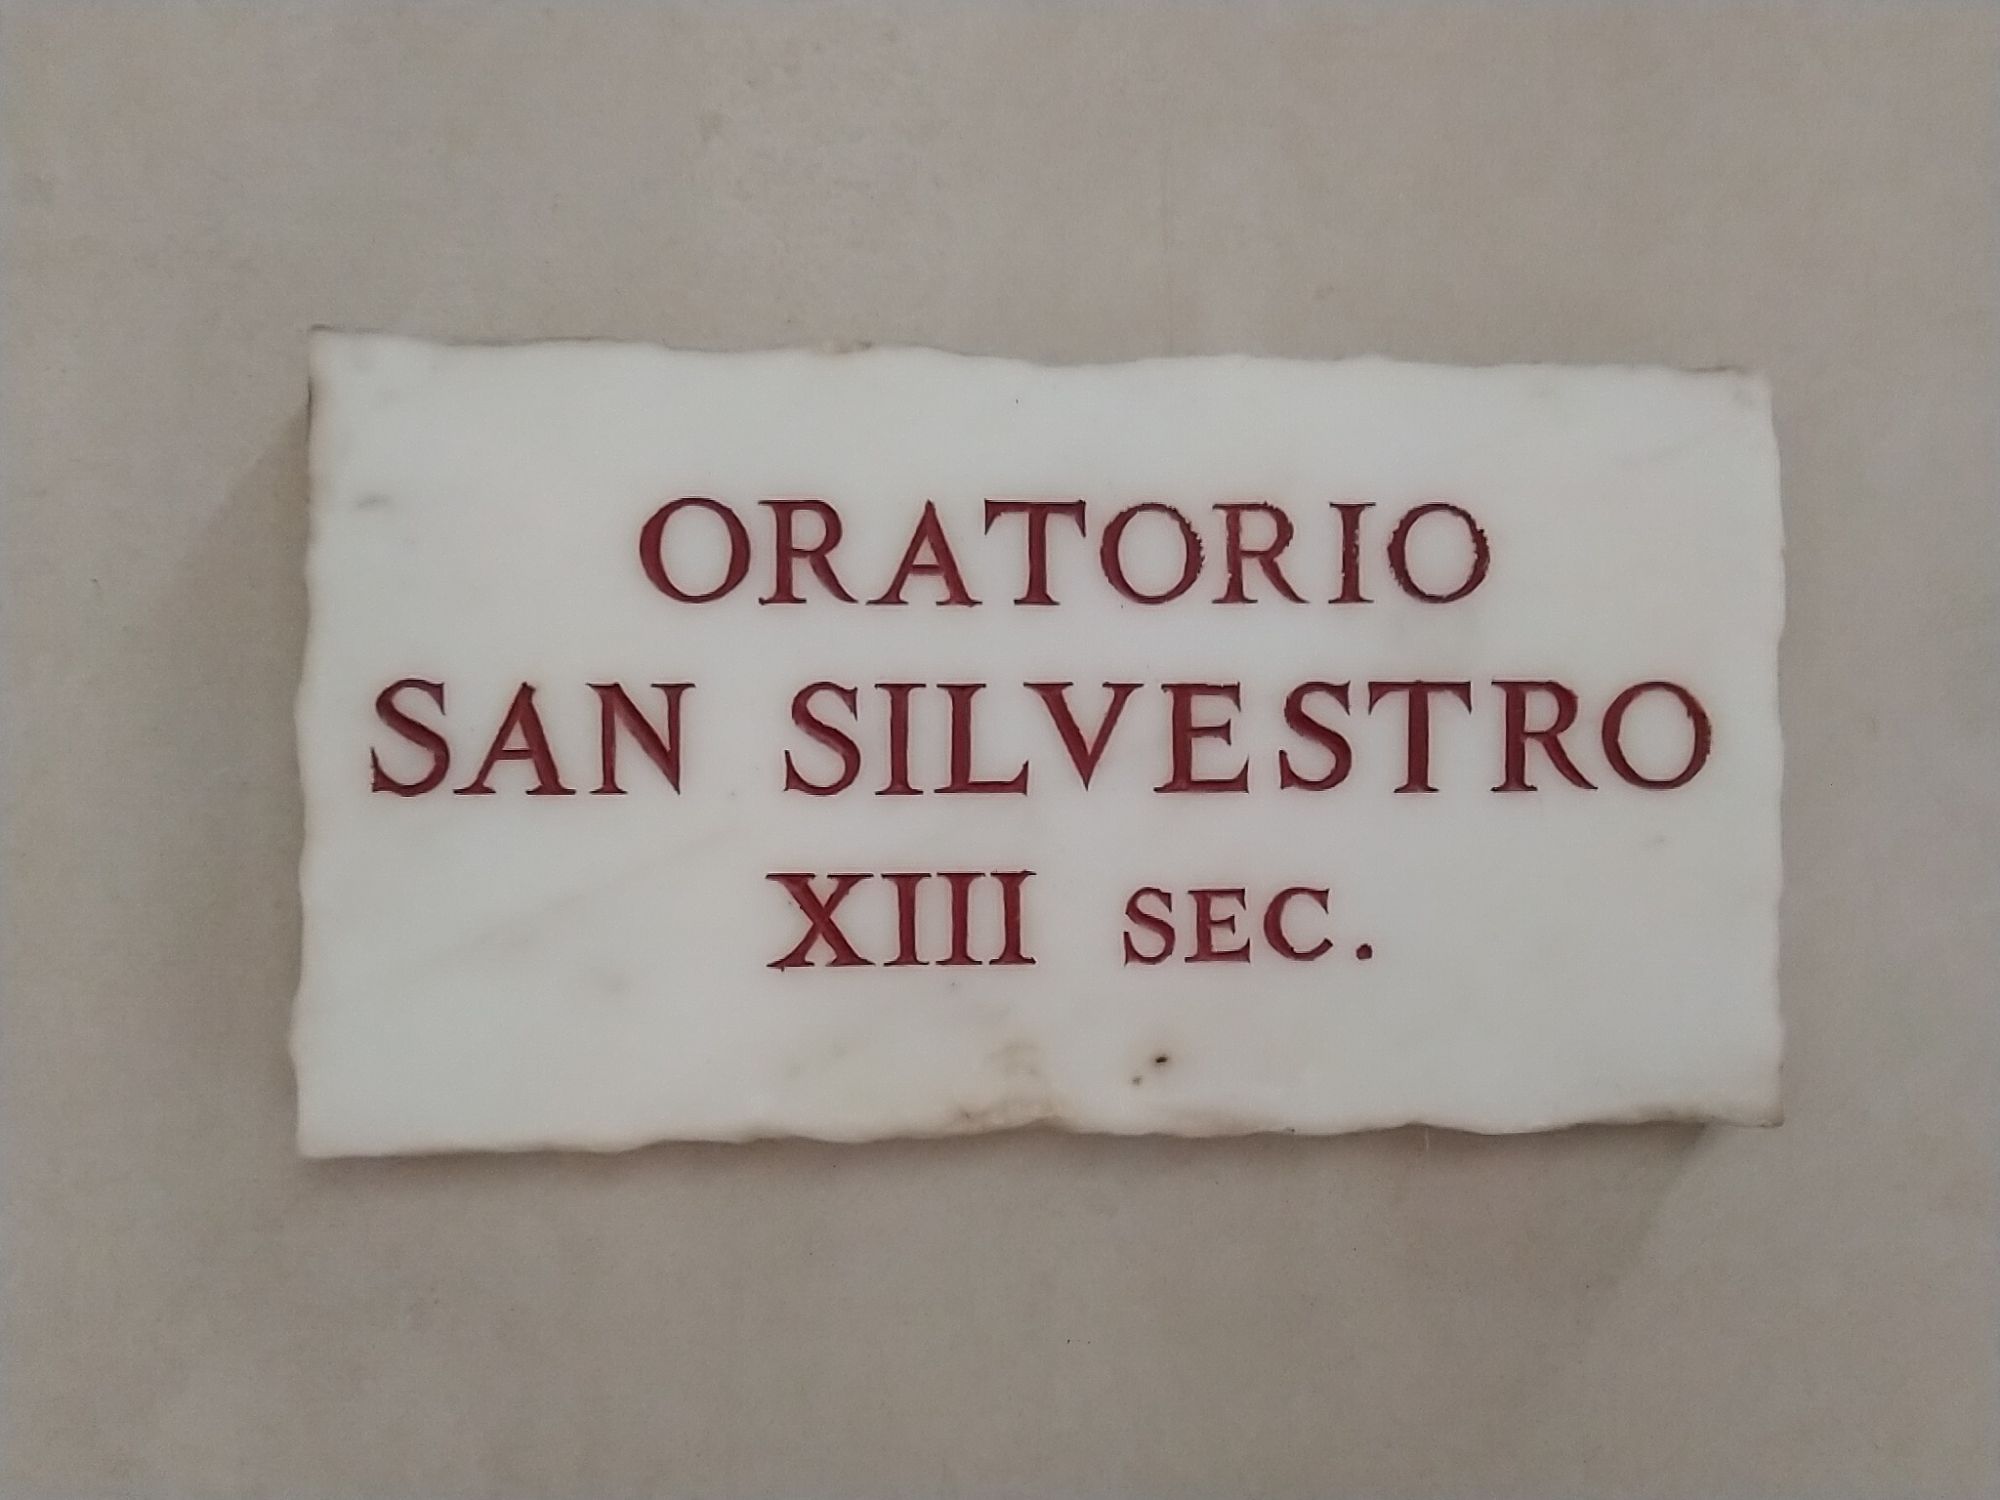 ORATORIO
SAN SILVESTRO
XIII SEC.